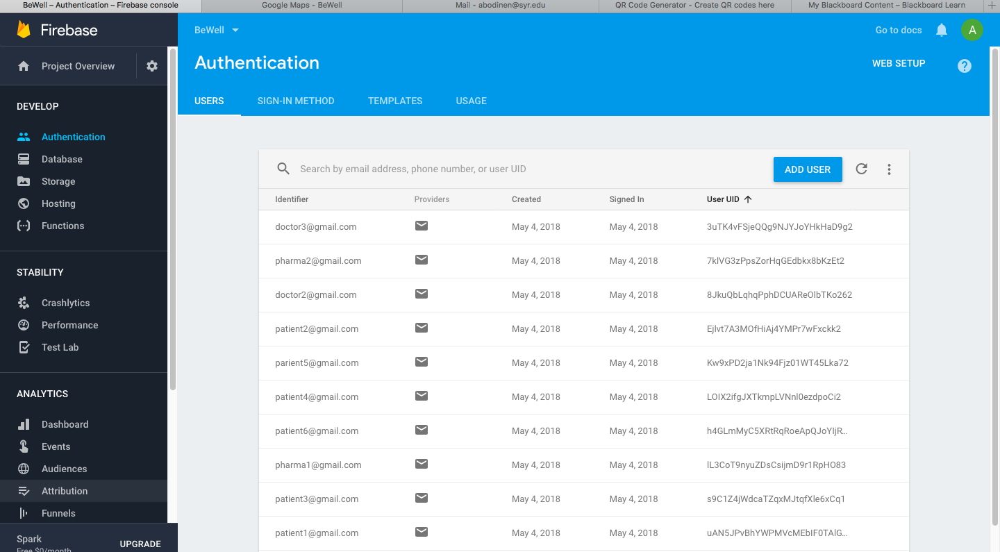 BeWell – Authentication – Firebase console
Google Maps - BeWell
Mail - abodinen@syr.edu
QR Code Generator - Create QR codes here
My Blackboard Content – Blackboard Learn
Firebase
BeWell
Go to docs
A
Project Overview
Authentication
WEB SETUP
?
USERS
SIGN-IN METHOD
TEMPLATES
USAGE
DEVELOP
Authentication
Database
Storage
Hosting
Functions
STABILITY
Crashlytics
Performance
Test Lab
ANALYTICS
Dashboard
Events
Audiences
Attribution
Funnels
Spark
Free $0/month
UPGRADE
Search by email address, phone number, or user UID
ADD USER
Identifier Providers Created Signed In User UID
doctor3@gmail.com May 4, 2018 May 4, 2018 3uTK4vFSjeQQg9NJYJoYHkHaD9g2
pharma2@gmail.com May 4, 2018 May 4, 2018 7klVG3zPpsZorHqGEdbkx8bKzEt2
doctor2@gmail.com May 4, 2018 May 4, 2018 8JkuQbLqhqPphDCUAReOlbTKo262
patient2@gmail.com May 4, 2018 May 4, 2018 Ejlvt7A3MOfHiAj4YMPr7wFxckk2
parient5@gmail.com May 4, 2018 May 4, 2018 Kw9xPD2ja1Nk94Fjz01WT45Lka72
patient4@gmail.com May 4, 2018 May 4, 2018 LOIX2ifgJXTkmpLVNnl0ezdpoCi2
patient6@gmail.com May 4, 2018 May 4, 2018 h4GLmMyC5XRtRqRoeApQJoYIjR…
pharma1@gmail.com May 4, 2018 May 4, 2018 lL3CoT9nyuZDsCsijmD9r1RpHO83
patient3@gmail.com May 4, 2018 May 4, 2018 s9C1Z4jWdcaTZqxMJtqfXle6xCq1
patient1@gmail.com May 4, 2018 May 4, 2018 uAN5JPvBhYWPMVcMEbIF0TAlG…